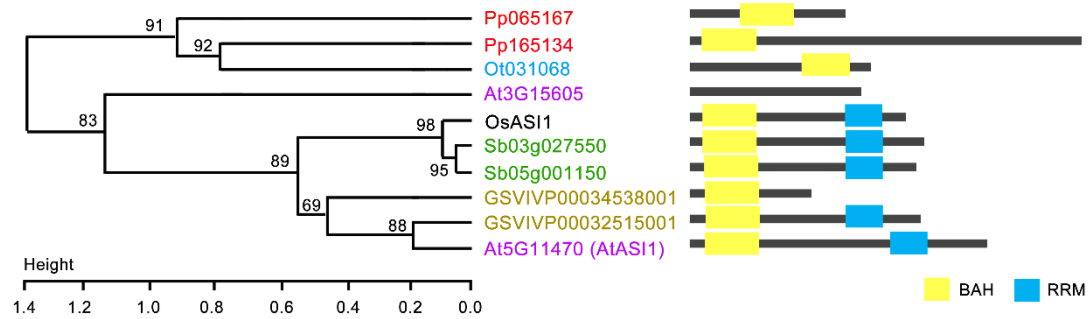 91
Pp065167
92
Pp165134
Ot031068
83
At3G15605
98
OsASI1
Sb03g027550
95
Sb05g001150
89
GSVIVP00034538001
69
GSVIVP00032515001
88
At5G11470 (AtASI1)
Height
1.4 1.2 1.0 0.8 0.6 0.4 0.2 0.0
BAH RRM